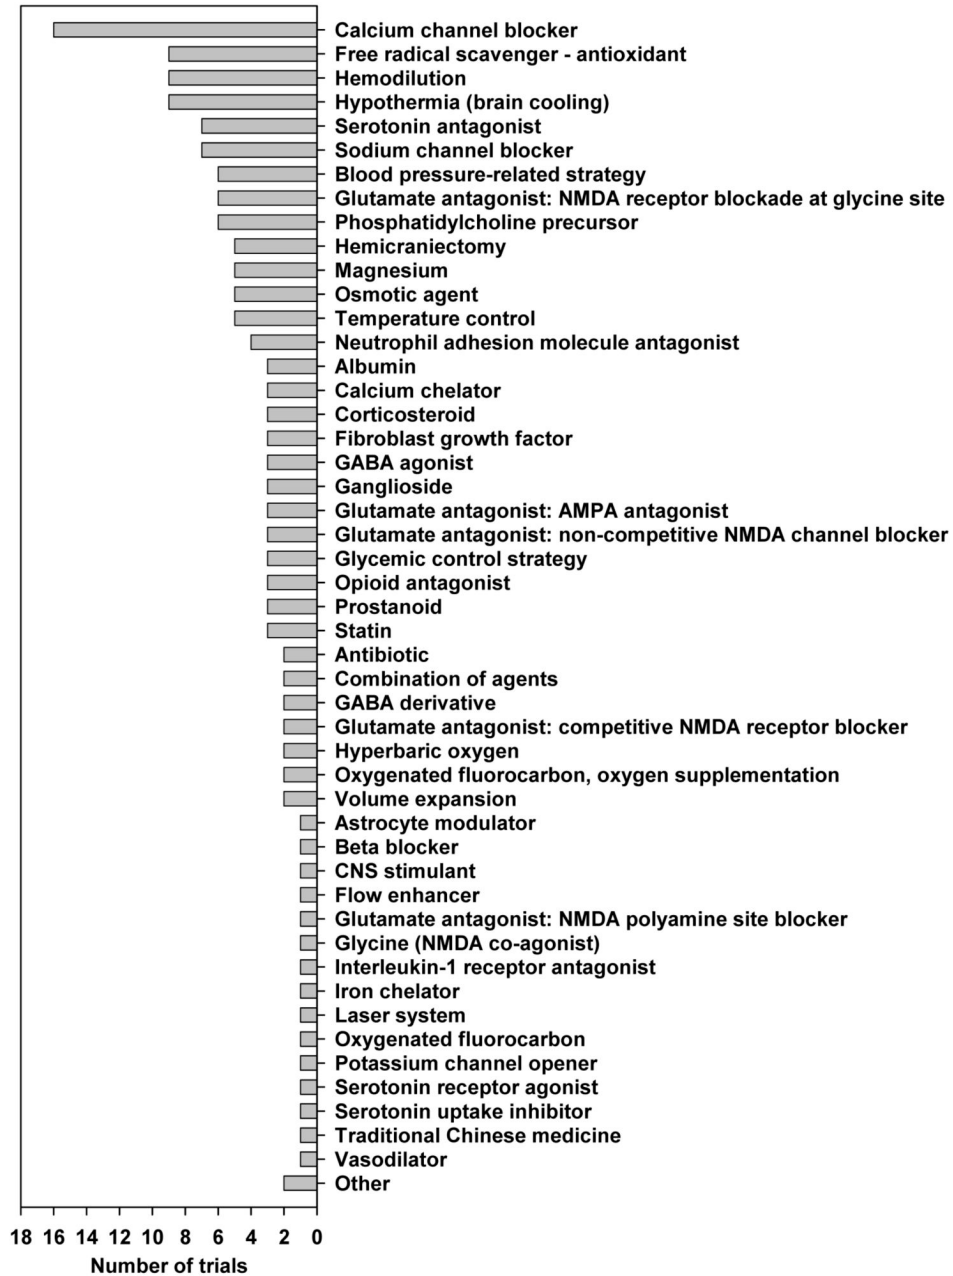 Calcium channel blocker
Free radical scavenger - antioxidant
Hemodilution
Hypothermia (brain cooling)
Serotonin antagonist
Sodium channel blocker
Blood pressure-related strategy
Glutamate antagonist: NMDA receptor blockade at glycine site
Phosphatidylcholine precursor
Hemicraniectomy
Magnesium
Osmotic agent
Temperature control
Neutrophil adhesion molecule antagonist
Albumin
Calcium chelator
Corticosteroid
Fibroblast growth factor
GABA agonist
Ganglioside
Glutamate antagonist: AMPA antagonist
Glutamate antagonist: non-competitive NMDA channel blocker
Glycemic control strategy
Opioid antagonist
Prostanoid
Statin
Antibiotic
Combination of agents
GABA derivative
Glutamate antagonist: competitive NMDA receptor blocker
Hyperbaric oxygen
Oxygenated fluorocarbon, oxygen supplementation
Volume expansion
Astrocyte modulator
Beta blocker
CNS stimulant
Flow enhancer
Glutamate antagonist: NMDA polyamine site blocker
Glycine (NMDA co-agonist)
Interleukin-1 receptor antagonist
Iron chelator
Laser system
Oxygenated fluorocarbon
Potassium channel opener
Serotonin receptor agonist
Serotonin uptake inhibitor
Traditional Chinese medicine
Vasodilator
Other
18 16 14 12 10 8 6 4 2 0
Number of trials